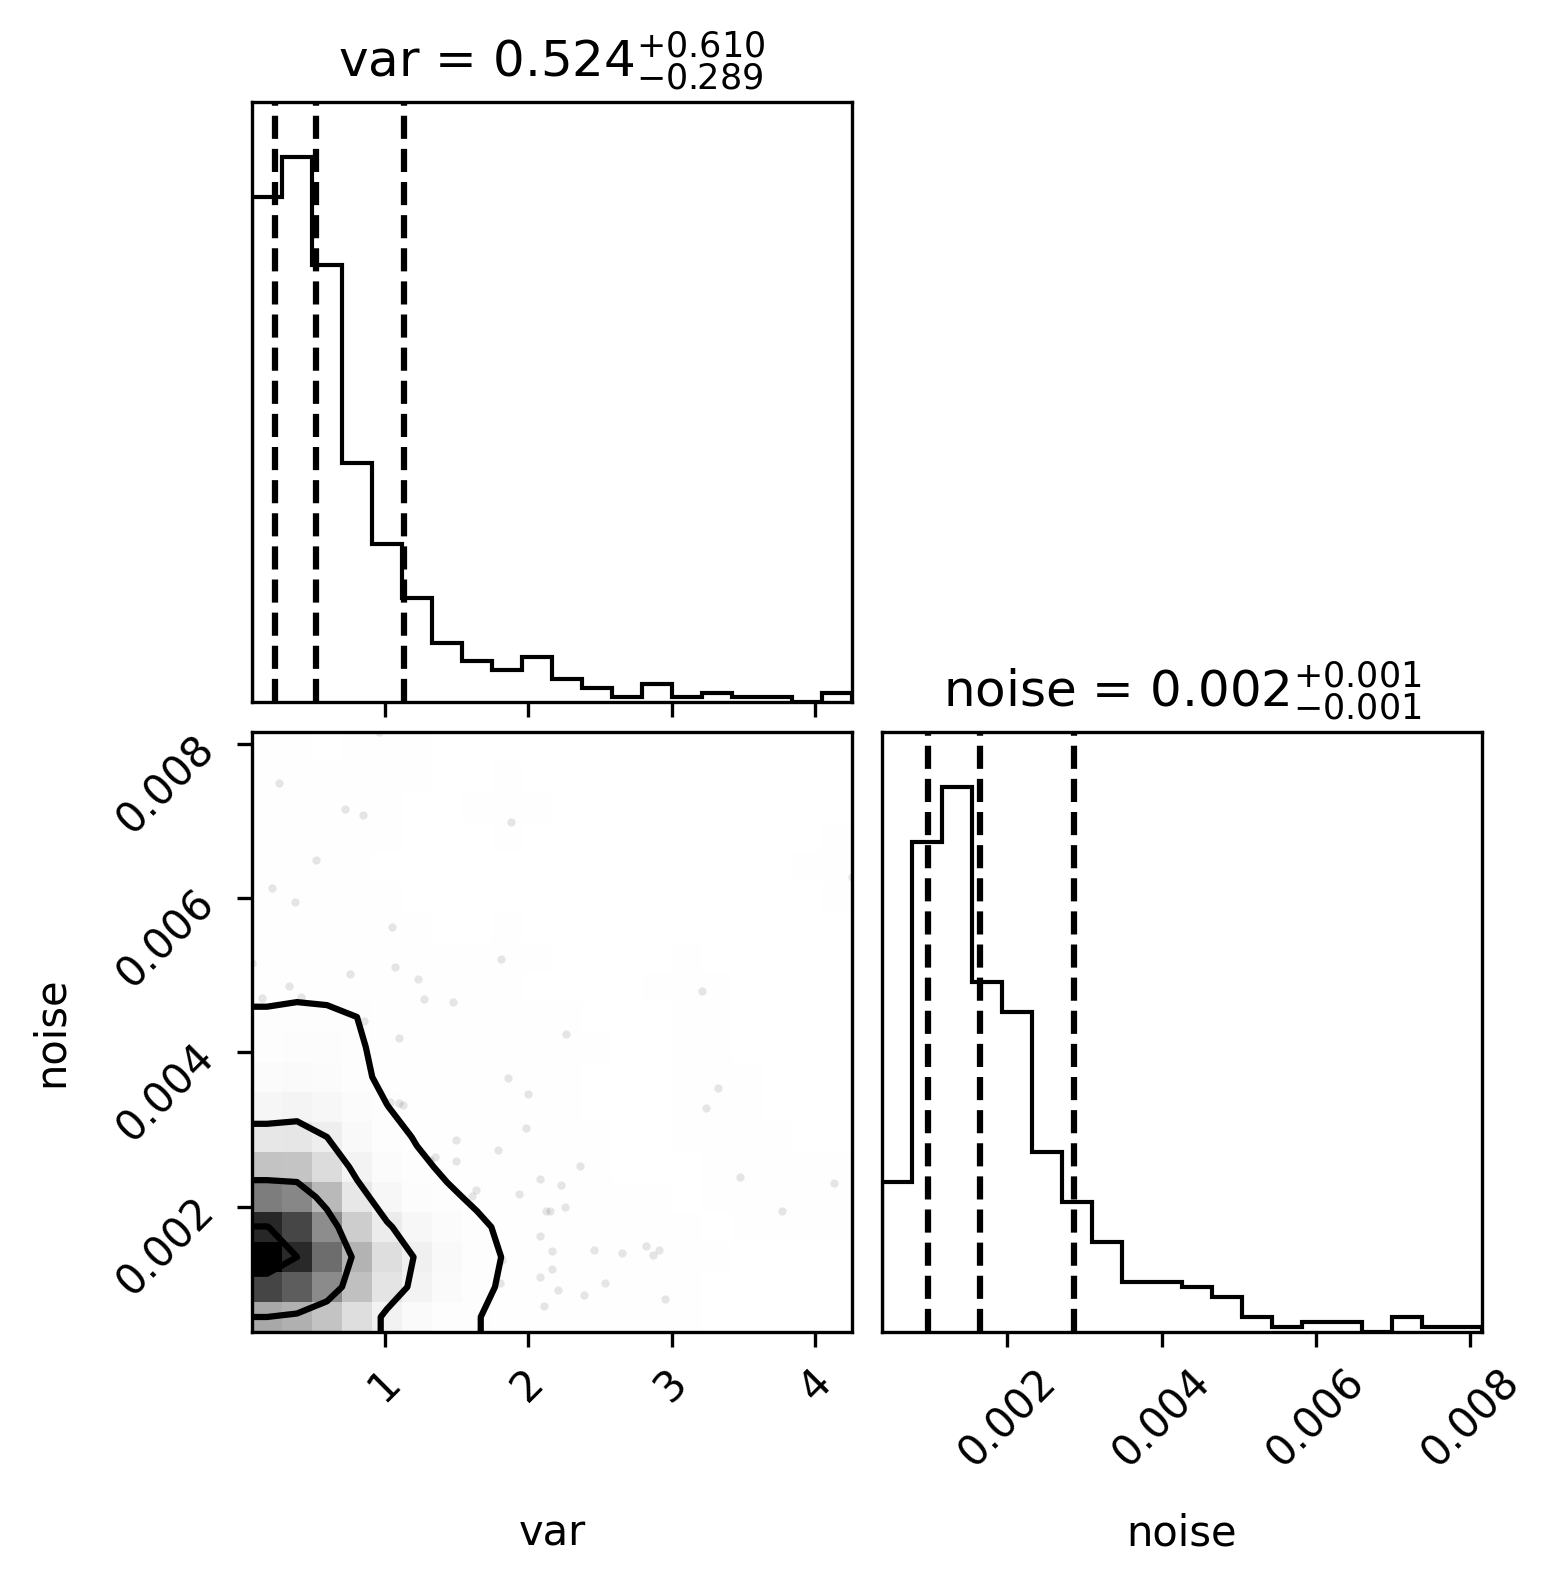 var = 0.524 +0.610 −0.289
noise = 0.002 +0.001 −0.001
0.008
0.006
0.004
0.002
noise
1 2 3 4
0.002 0.004 0.006 0.008
var
noise